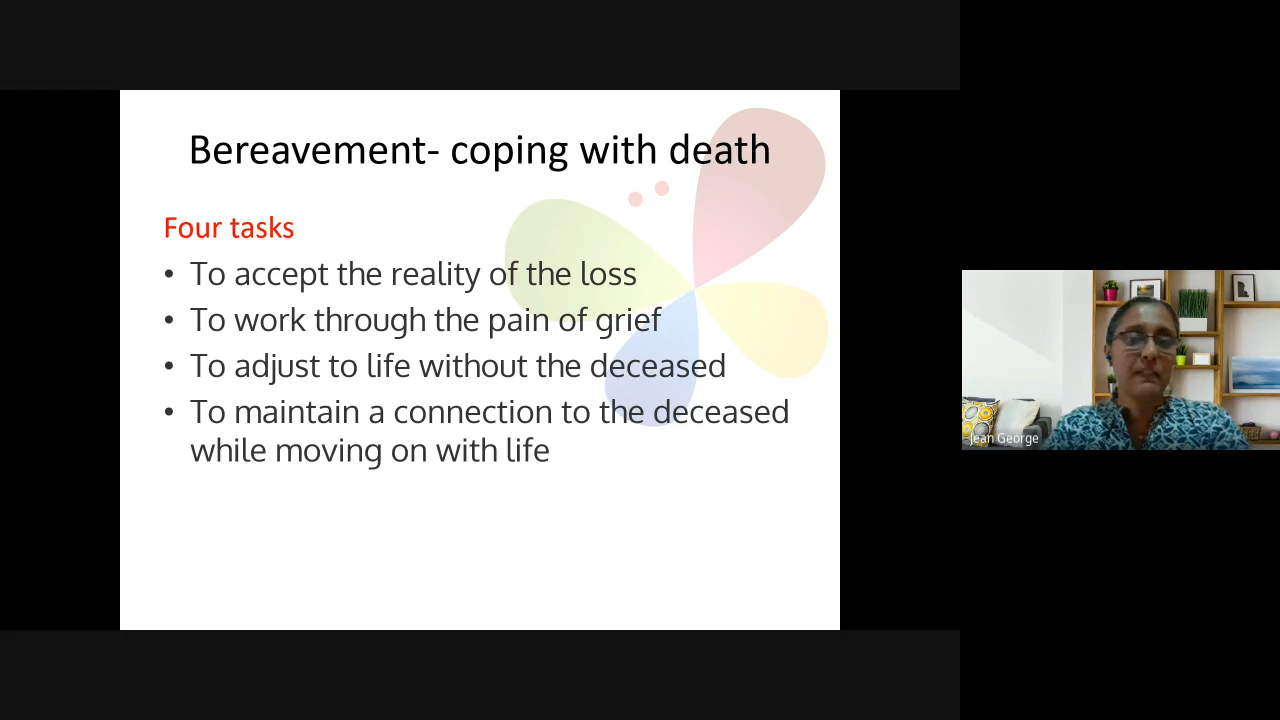 Bereavement- coping with death
Four tasks
• To accept the reality of the loss
• To work through the pain of grief
• To adjust to life without the deceased
• To maintain a connection to the deceased
while moving on with life
Jean George